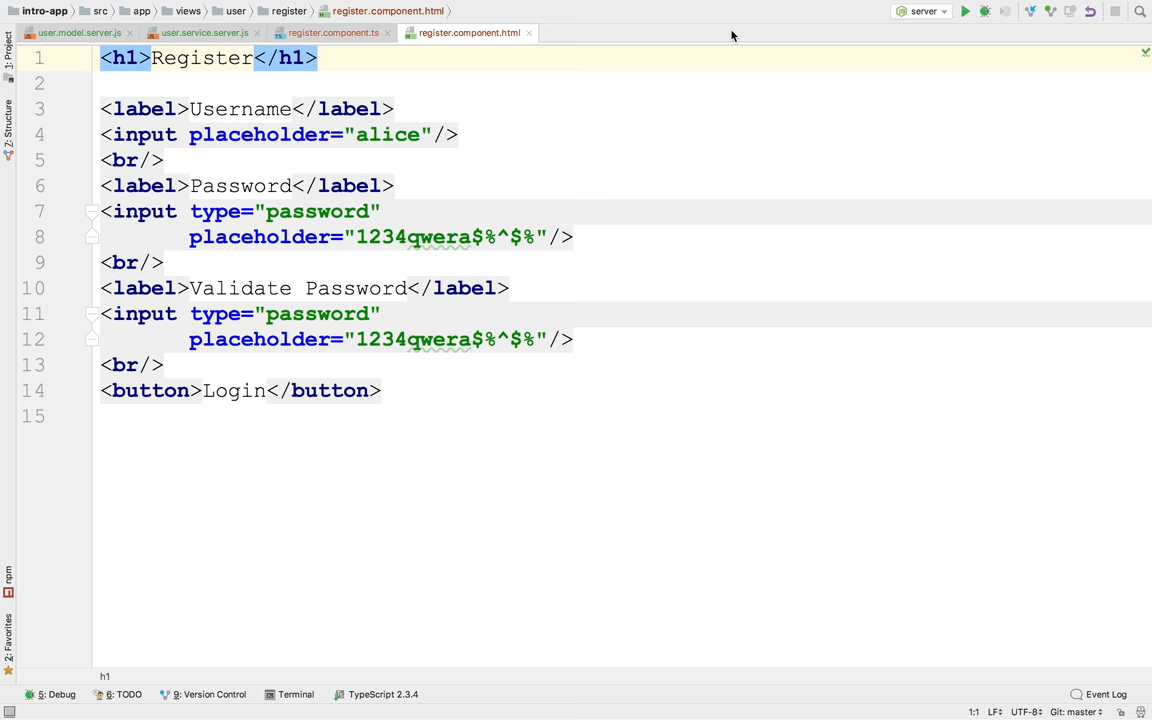 intro-app src app views user register register.component.html server
user.model.server.js user.service.server.js register.component.ts register.component.html
1: Project
Z: Structure
npm
2: Favorites
1 <h1>Register</h1>
2
3 <label>Username</label>
4 <input placeholder="alice"/>
5 <br/>
6 <label>Password</label>
7 <input type="password"
8 placeholder="1234qwera$%^$%"/>
9 <br/>
10 <label>Validate Password</label>
11 <input type="password"
12 placeholder="1234qwera$%^$%"/>
13 <br/>
14 <button>Login</button>
15
h1
5: Debug 6: TODO 9: Version Control Terminal TypeScript 2.3.4 Event Log
1:1 LF UTF-8 Git: master